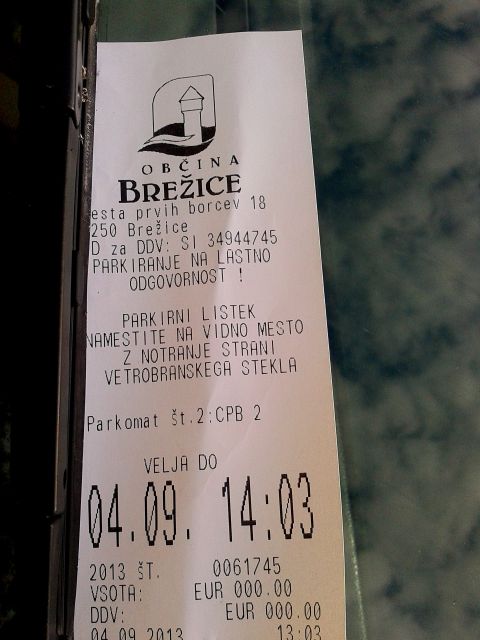 OBČINA
BREŽICE
esta prvih borcev 18
250 Brežice
D za DDV: SI 34944745
PARKIRANJE NA LASTNO
ODGOVORNOST !
PARKIRNI LISTEK
NAMESTITE NA VIDNO MESTO
Z NOTRANJE STRANI
VETROBRANSKEGA STEKLA
Parkomat št.2:CPB 2
VELJA DO
04.09. 14:03
2013 ŠT. 0061745
VSOTA: EUR 000.00
DDV: EUR 000.00
04.09.2013 13:03